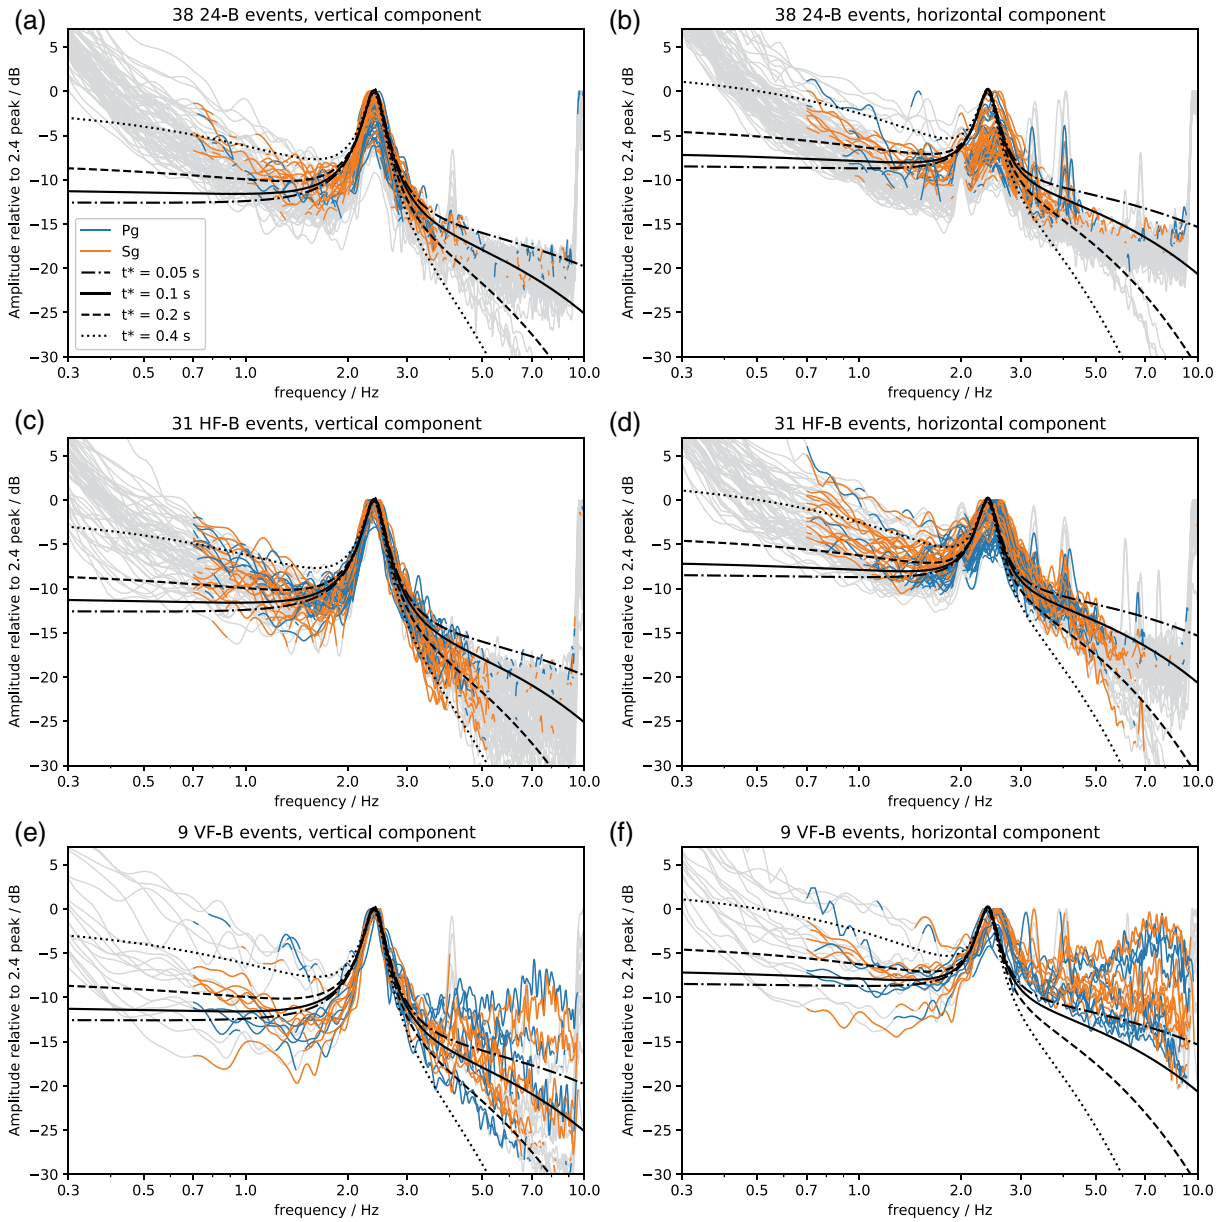 (a)
38 24-B events, vertical component
Amplitude relative to 2.4 peak / dB
5
0
−5
−10
−15
−20
−25
−30
Pg
Sg
t* = 0.05 s
t* = 0.1 s
t* = 0.2 s
t* = 0.4 s
0.3 0.5 0.7 1.0 2.0 3.0 5.0 7.0 10.0
frequency / Hz
(b)
38 24-B events, horizontal component
Amplitude relative to 2.4 peak / dB
5
0
−5
−10
−15
−20
−25
−30
0.3 0.5 0.7 1.0 2.0 3.0 5.0 7.0 10.0
frequency / Hz
(c)
31 HF-B events, vertical component
Amplitude relative to 2.4 peak / dB
5
0
−5
−10
−15
−20
−25
−30
0.3 0.5 0.7 1.0 2.0 3.0 5.0 7.0 10.0
frequency / Hz
(d)
31 HF-B events, horizontal component
Amplitude relative to 2.4 peak / dB
5
0
−5
−10
−15
−20
−25
−30
0.3 0.5 0.7 1.0 2.0 3.0 5.0 7.0 10.0
frequency / Hz
(e)
9 VF-B events, vertical component
Amplitude relative to 2.4 peak / dB
5
0
−5
−10
−15
−20
−25
−30
0.3 0.5 0.7 1.0 2.0 3.0 5.0 7.0 10.0
frequency / Hz
(f)
9 VF-B events, horizontal component
Amplitude relative to 2.4 peak / dB
5
0
−5
−10
−15
−20
−25
−30
0.3 0.5 0.7 1.0 2.0 3.0 5.0 7.0 10.0
frequency / Hz